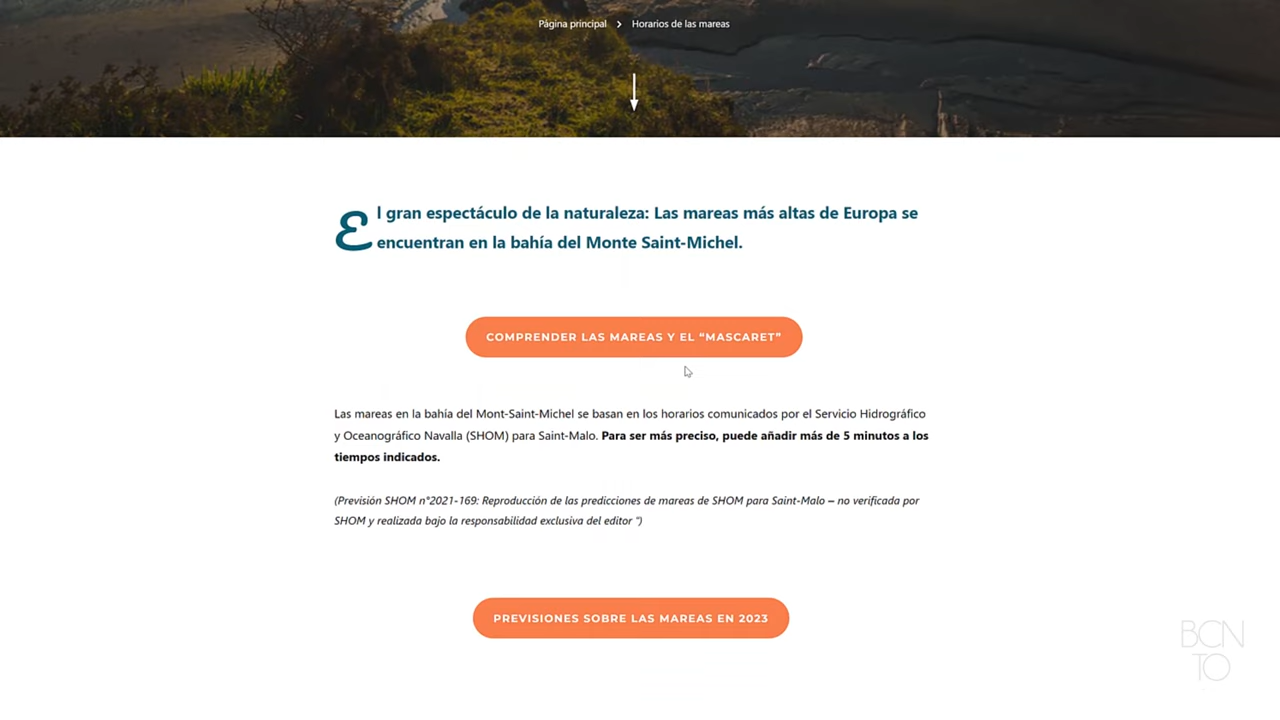 Página principal > Horarios de las mareas
El gran espectáculo de la naturaleza: Las mareas más altas de Europa se
encuentran en la bahía del Monte Saint-Michel.
COMPRENDER LAS MAREAS Y EL “MASCARET”
Las mareas en la bahía del Mont-Saint-Michel se basan en los horarios comunicados por el Servicio Hidrográfico
y Oceanográfico Navalla (SHOM) para Saint-Malo. Para ser más preciso, puede añadir más de 5 minutos a los
tiempos indicados.
(Previsión SHOM n°2021-169: Reproducción de las predicciones de mareas de SHOM para Saint-Malo – no verificada por
SHOM y realizada bajo la responsabilidad exclusiva del editor ”)
PREVISIONES SOBRE LAS MAREAS EN 2023
BCN
TO